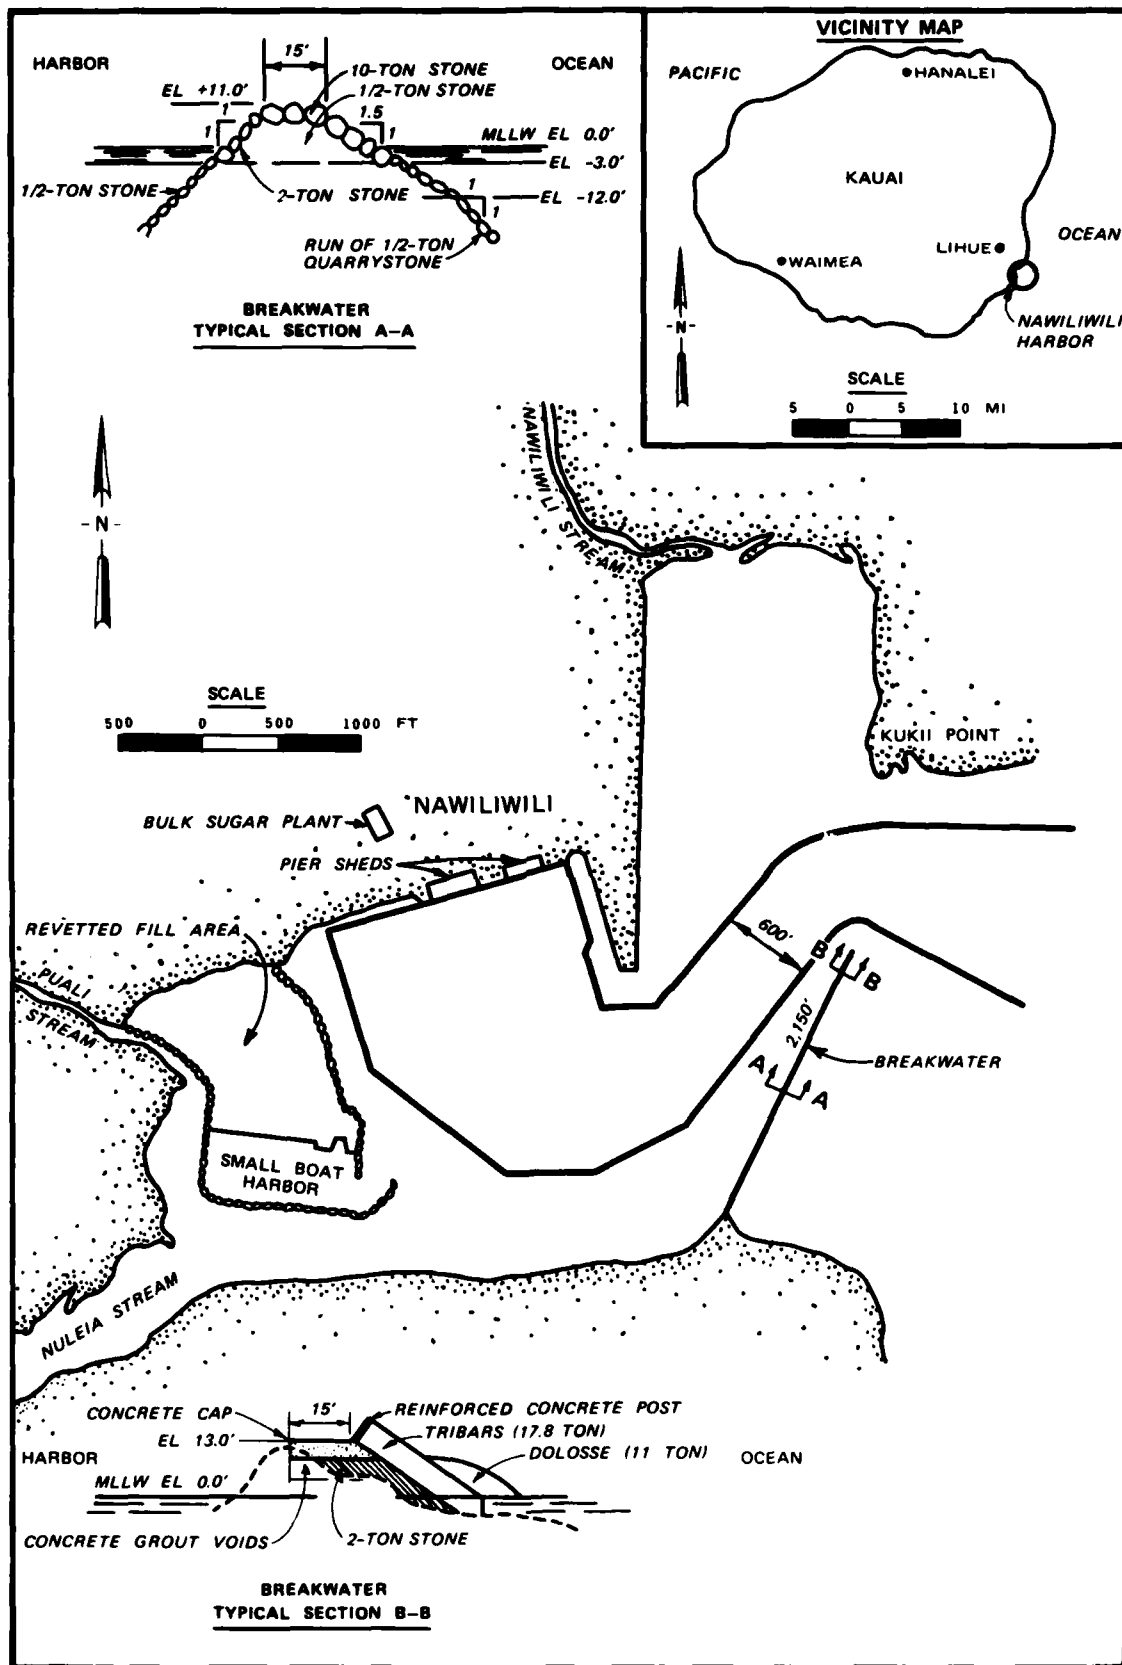 HARBOR
15'
OCEAN
10-TON STONE
EL +11.0'
1/2-TON STONE
1
1
1.5
1
MLLW EL 0.0'
EL -3.0'
1/2-TON STONE
2-TON STONE
1
1
EL -12.0'
RUN OF 1/2-TON
QUARRYSTONE
BREAKWATER
TYPICAL SECTION A-A
VICINITY MAP
PACIFIC
HANALEI
KAUAI
OCEAN
LIHUE
WAIMEA
-N-
NAWILIWILI
HARBOR
SCALE
5 0 5 10 MI
-N-
NAWILIWILI STREAM
SCALE
500 0 500 1000 FT
KUKII POINT
NAWILIWILI
BULK SUGAR PLANT
PIER SHEDS
REVETTED FILL AREA
600'
PUALI
STREAM
B
B
2,150'
BREAKWATER
A
A
SMALL BOAT
HARBOR
NULEIA STREAM
CONCRETE CAP
15'
REINFORCED CONCRETE POST
TRIBARS (17.8 TON)
EL 13.0'
DOLOSSE (11 TON)
HARBOR
OCEAN
MLLW EL 0.0'
CONCRETE GROUT VOIDS
2-TON STONE
BREAKWATER
TYPICAL SECTION B-B